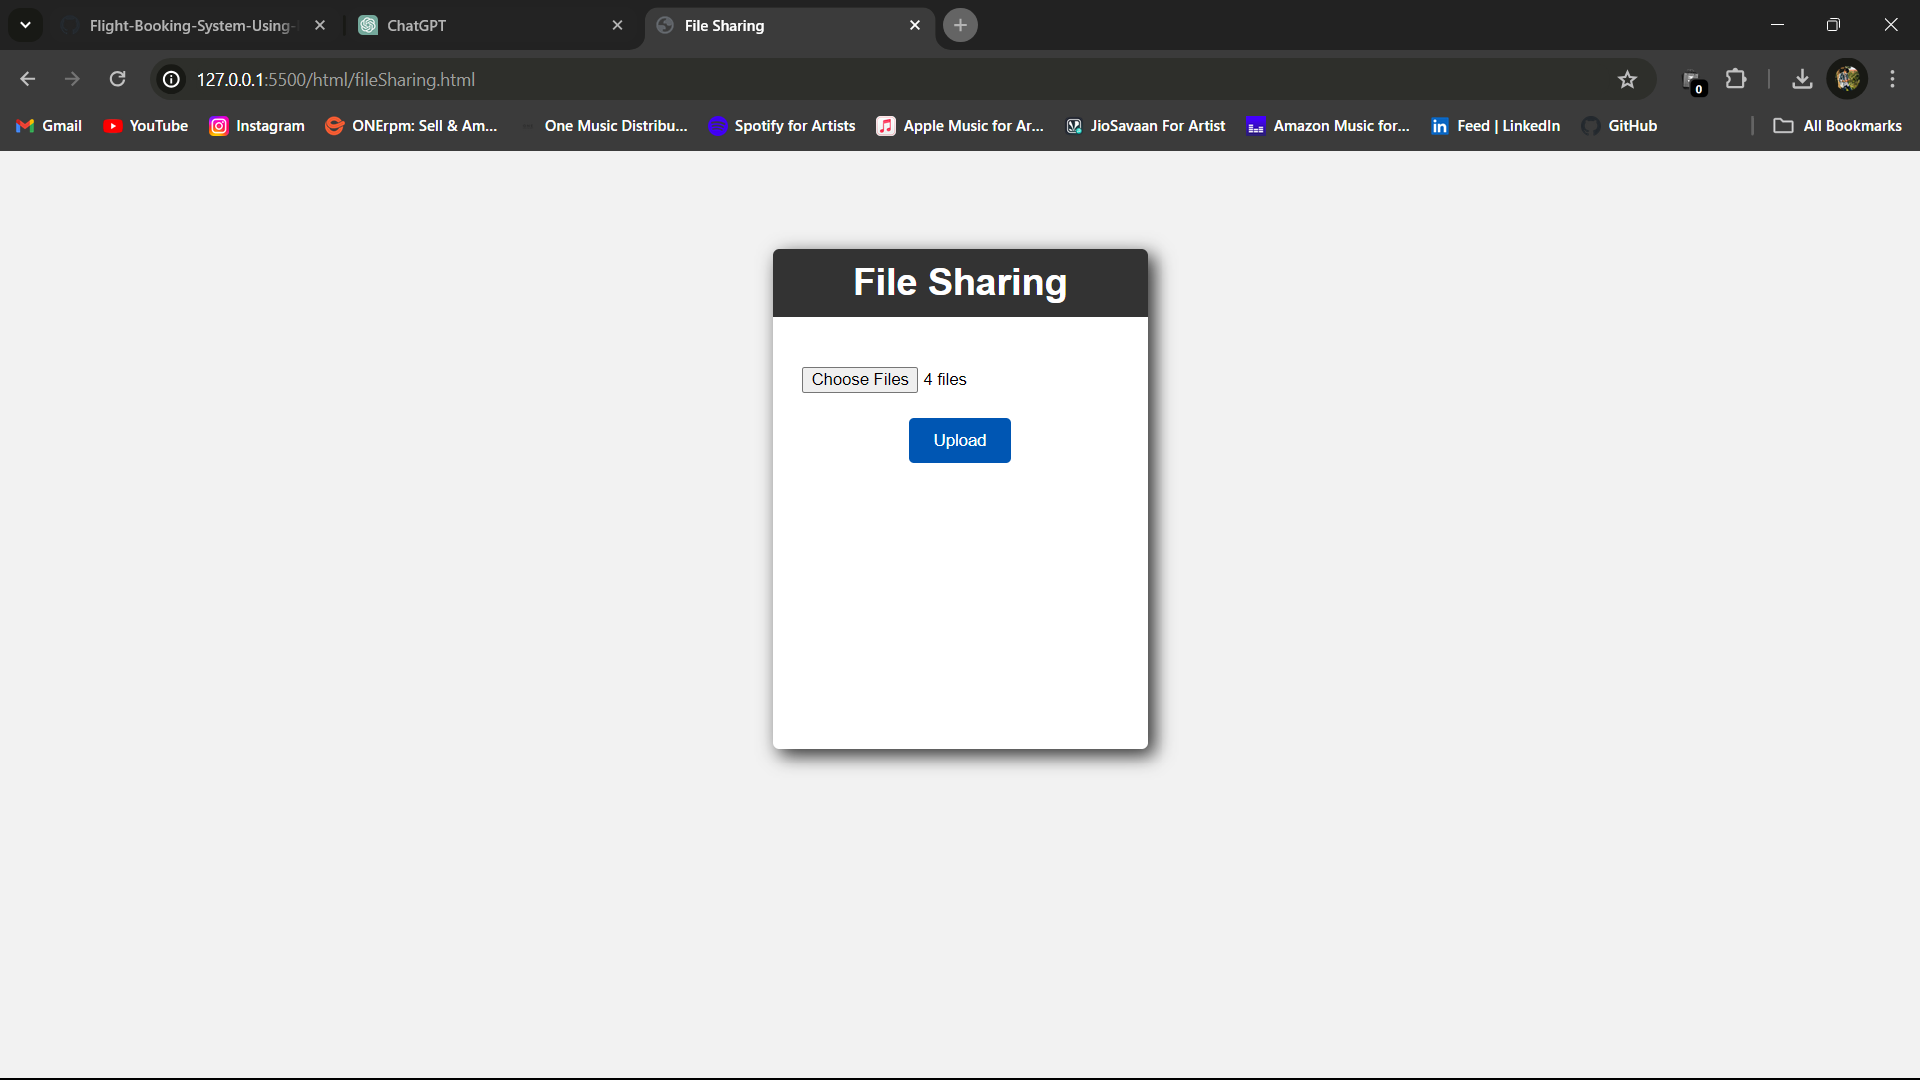 Flight-Booking-System-Using-
ChatGPT
File Sharing
127.0.0.1:5500/html/fileSharing.html
0
Gmail
YouTube
Instagram
ONErpm: Sell & Am...
One Music Distribu...
Spotify for Artists
Apple Music for Ar...
JioSavaan For Artist
Amazon Music for...
Feed | LinkedIn
GitHub
All Bookmarks
File Sharing
Choose Files 4 files
Upload